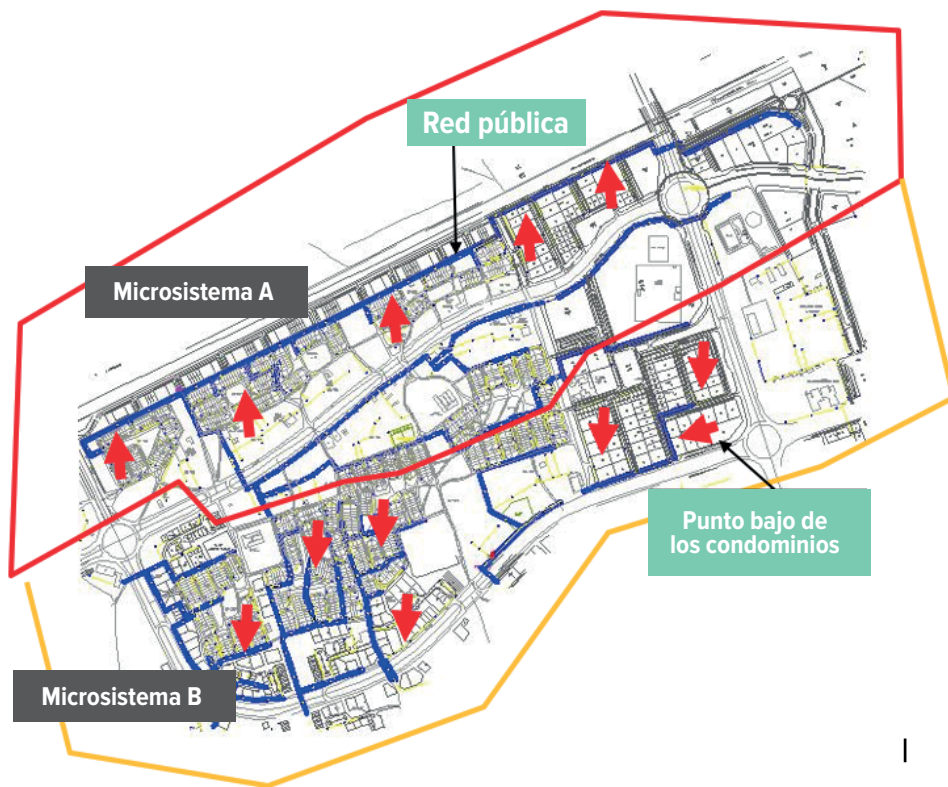 Red pública
Microsistema A
Punto bajo de
los condominios
Microsistema B